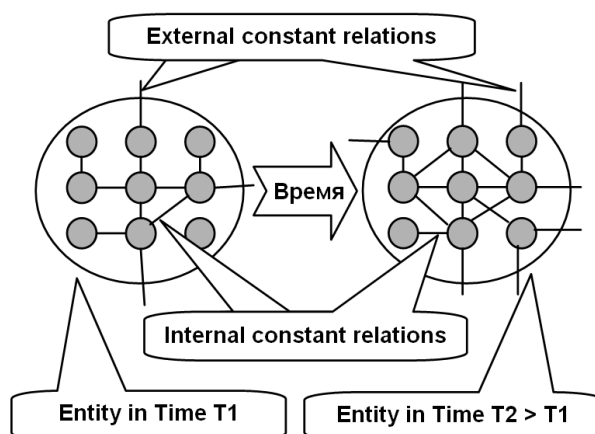 External constant relations
Время
Internal constant relations
Entity in Time T1
Entity in Time T2 > T1